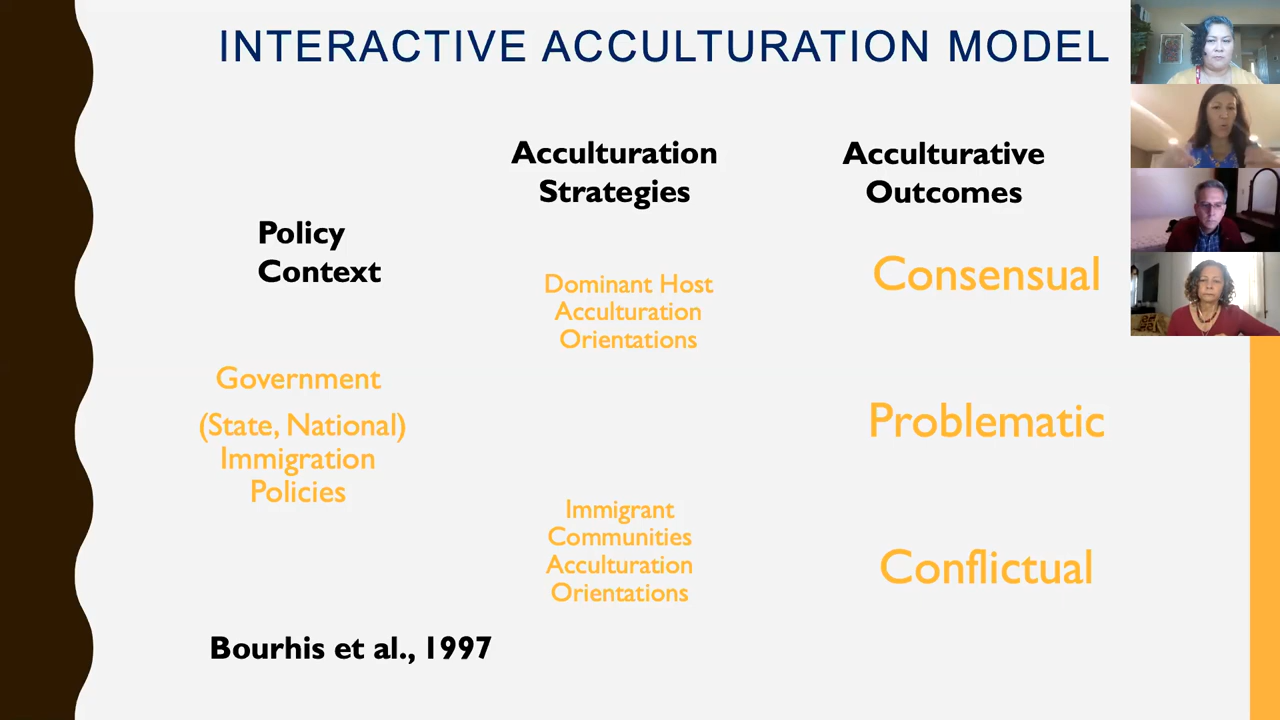 INTERACTIVE ACCULTURATION MODEL
Policy
Context
Government
(State, National)
Immigration
Policies
Acculturation
Strategies
Dominant Host
Acculturation
Orientations
Immigrant
Communities
Acculturation
Orientations
Acculturative
Outcomes
Consensual
Problematic
Conflictual
Bourhis et al., 1997